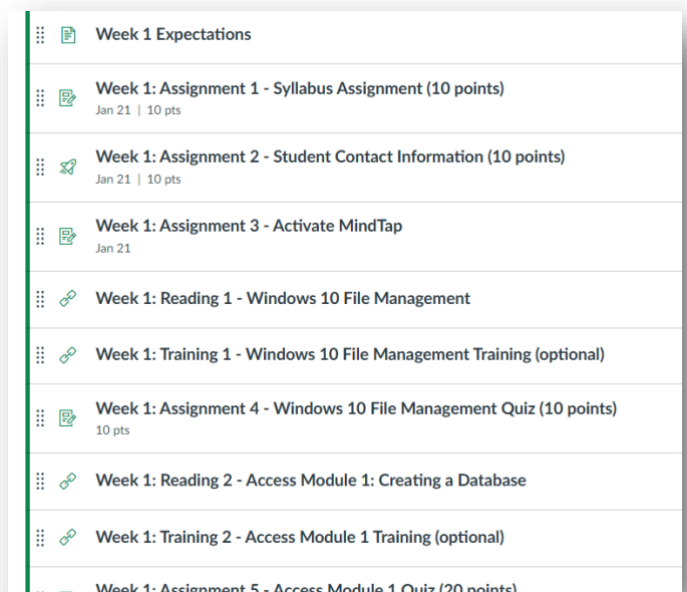 Week 1 Expectations
Week 1: Assignment 1 - Syllabus Assignment (10 points)
Jan 21 | 10 pts
Week 1: Assignment 2 - Student Contact Information (10 points)
Jan 21 | 10 pts
Week 1: Assignment 3 - Activate MindTap
Jan 21
Week 1: Reading 1 - Windows 10 File Management
Week 1: Training 1 - Windows 10 File Management Training (optional)
Week 1: Assignment 4 - Windows 10 File Management Quiz (10 points)
10 pts
Week 1: Reading 2 - Access Module 1: Creating a Database
Week 1: Training 2 - Access Module 1 Training (optional)
Week 1: Assignment 5 - Access Module 1 Quiz (20 points)